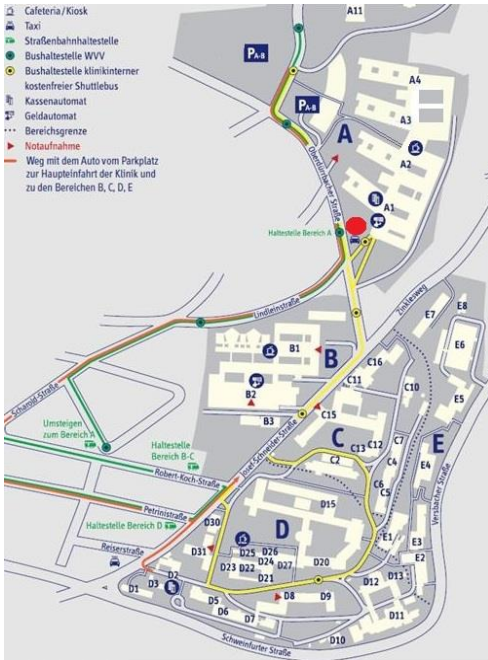 Cafeteria/Kiosk
Taxi
Straßenbahnhaltestelle
Bushaltestelle WVV
Bushaltestelle klinikinterner
kostenfreier Shuttlebus
Kassenautomat
Geldautomat
Bereichsgrenze
Notaufnahme
Weg mit dem Auto vom Parkplatz
zur Haupteinfahrt der Klinik und
zu den Bereichen B, C, D, E
A11
PA-B
A4
PA-B
A3
A
A2
Oberdürrbacher Straße
A1
Haltestelle Bereich A
Zinklesweg
Lindleinstraße
E8
E7
E6
B1
B
C16
C11
C10
E5
B2
Scharold-Straße
C15
B3
Josef-Schneider-Straße
C
C12
C13
C7
E
Umsteigen
zum Bereich A
Haltestelle
Bereich B-C
C2
C4
E4
Versbacher Straße
Robert-Koch-Straße
C6
C5
D15
Petrinistraße
D30
D
E1
E3
Haltestelle Bereich D
D31
D25
D26
D24
E2
Reiserstraße
D23
D22
D27
D20
D21
D2
D3
D1
D5
D6
D7
D8
D9
D12
D13
D11
D10
Schweinfurter Straße